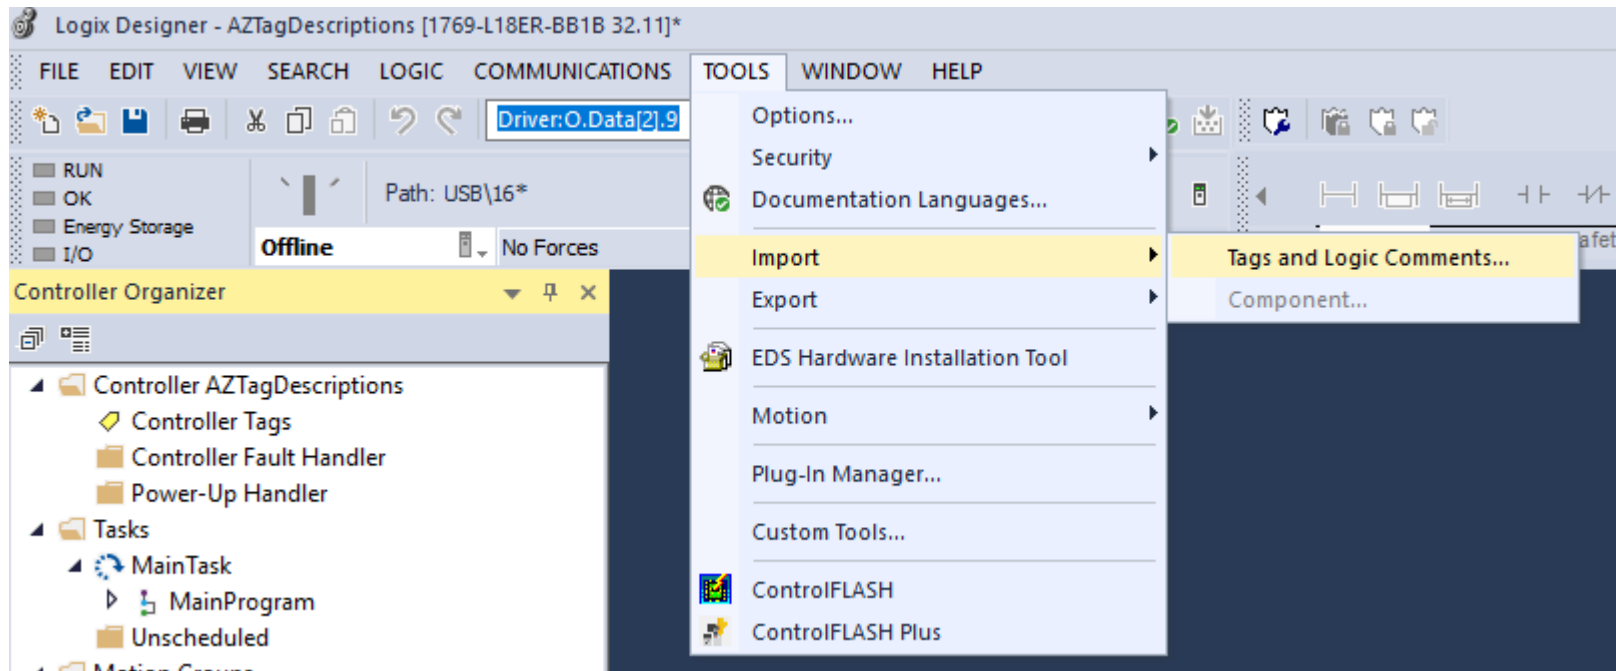 Logix Designer - AZTagDescriptions [1769-L18ER-BB1B 32.11]*
FILE EDIT VIEW SEARCH LOGIC COMMUNICATIONS TOOLS WINDOW HELP
Driver:O.Data[2].9
RUN
OK
Energy Storage
I/O
Path: USB\16*
Offline
No Forces
Controller Organizer
Controller AZTagDescriptions
Controller Tags
Controller Fault Handler
Power-Up Handler
Tasks
MainTask
MainProgram
Unscheduled
Motion Groups
Options...
Security
Documentation Languages...
Import
Export
EDS Hardware Installation Tool
Motion
Plug-In Manager...
Custom Tools...
ControlFLASH
ControlFLASH Plus
Tags and Logic Comments...
Component...